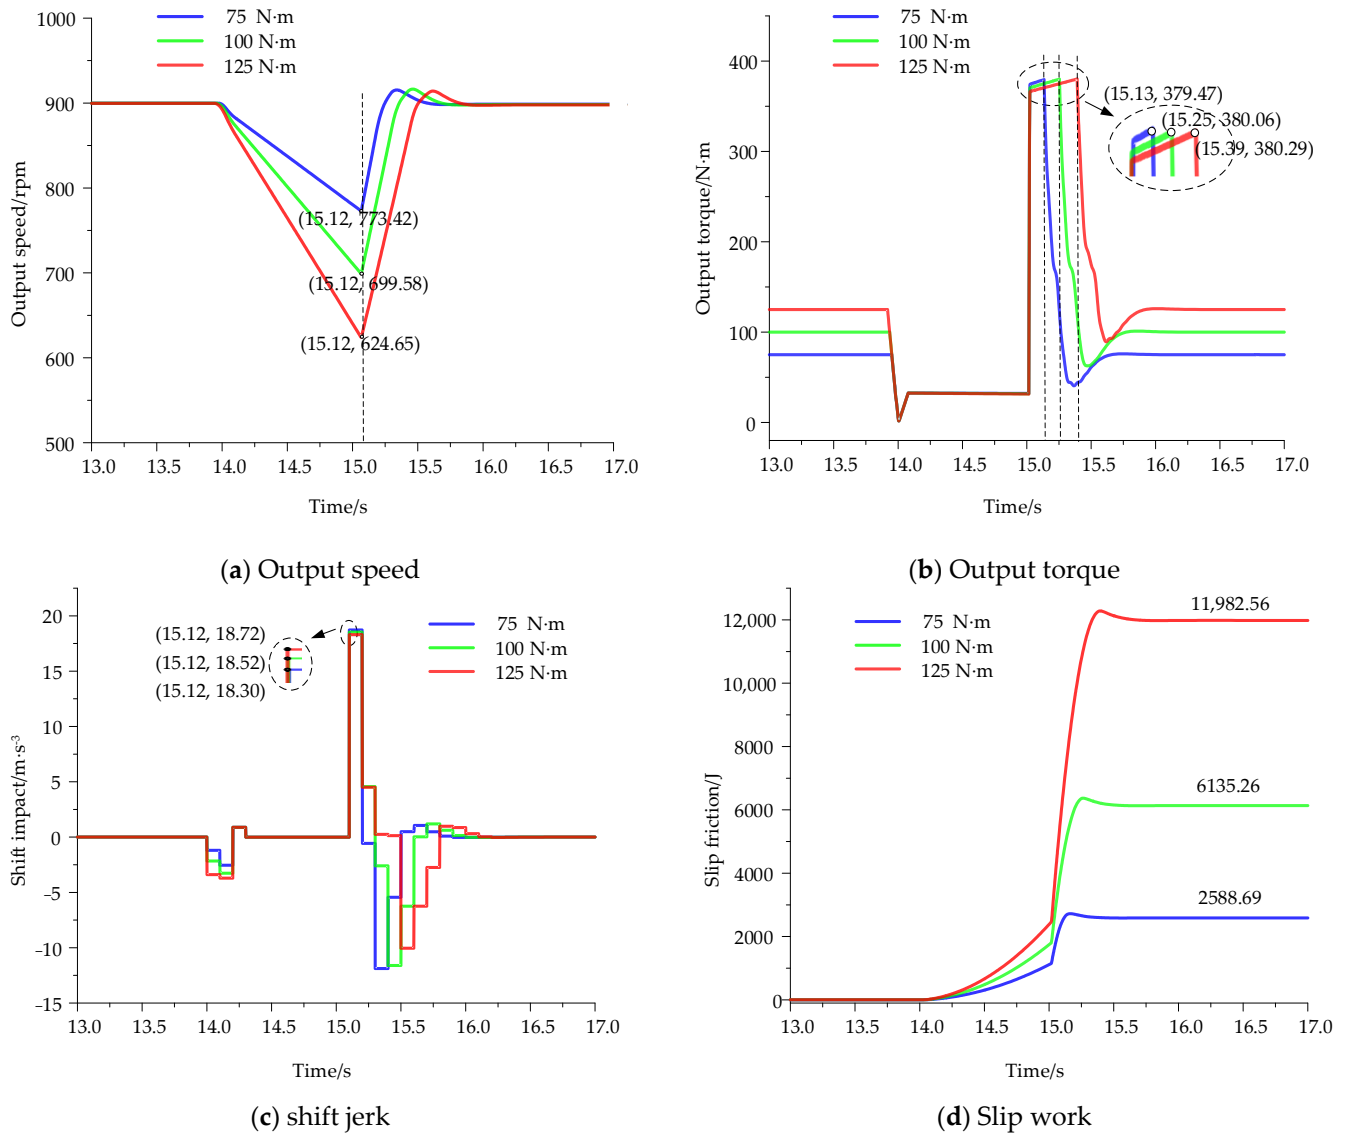 75 N·m
100 N·m
125 N·m
1000
900
800
700
600
500
Output speed/rpm
(15.12, 773.42)
(15.12, 699.58)
(15.12, 624.65)
13.0 13.5 14.0 14.5 15.0 15.5 16.0 16.5 17.0
Time/s
(a) Output speed
75 N·m
100 N·m
125 N·m
400
300
200
100
0
Output torque/N·m
(15.13, 379.47)
(15.25, 380.06)
(15.39, 380.29)
13.0 13.5 14.0 14.5 15.0 15.5 16.0 16.5 17.0
Time/s
(b) Output torque
20
15
10
5
0
−5
−10
−15
Shift impact/m·s⁻³
(15.12, 18.72)
(15.12, 18.52)
(15.12, 18.30)
75 N·m
100 N·m
125 N·m
13.0 13.5 14.0 14.5 15.0 15.5 16.0 16.5 17.0
Time/s
(c) shift jerk
12,000
10,000
8000
6000
4000
2000
0
Slip friction/J
75 N·m
100 N·m
125 N·m
11,982.56
6135.26
2588.69
13.0 13.5 14.0 14.5 15.0 15.5 16.0 16.5 17.0
Time/s
(d) Slip work